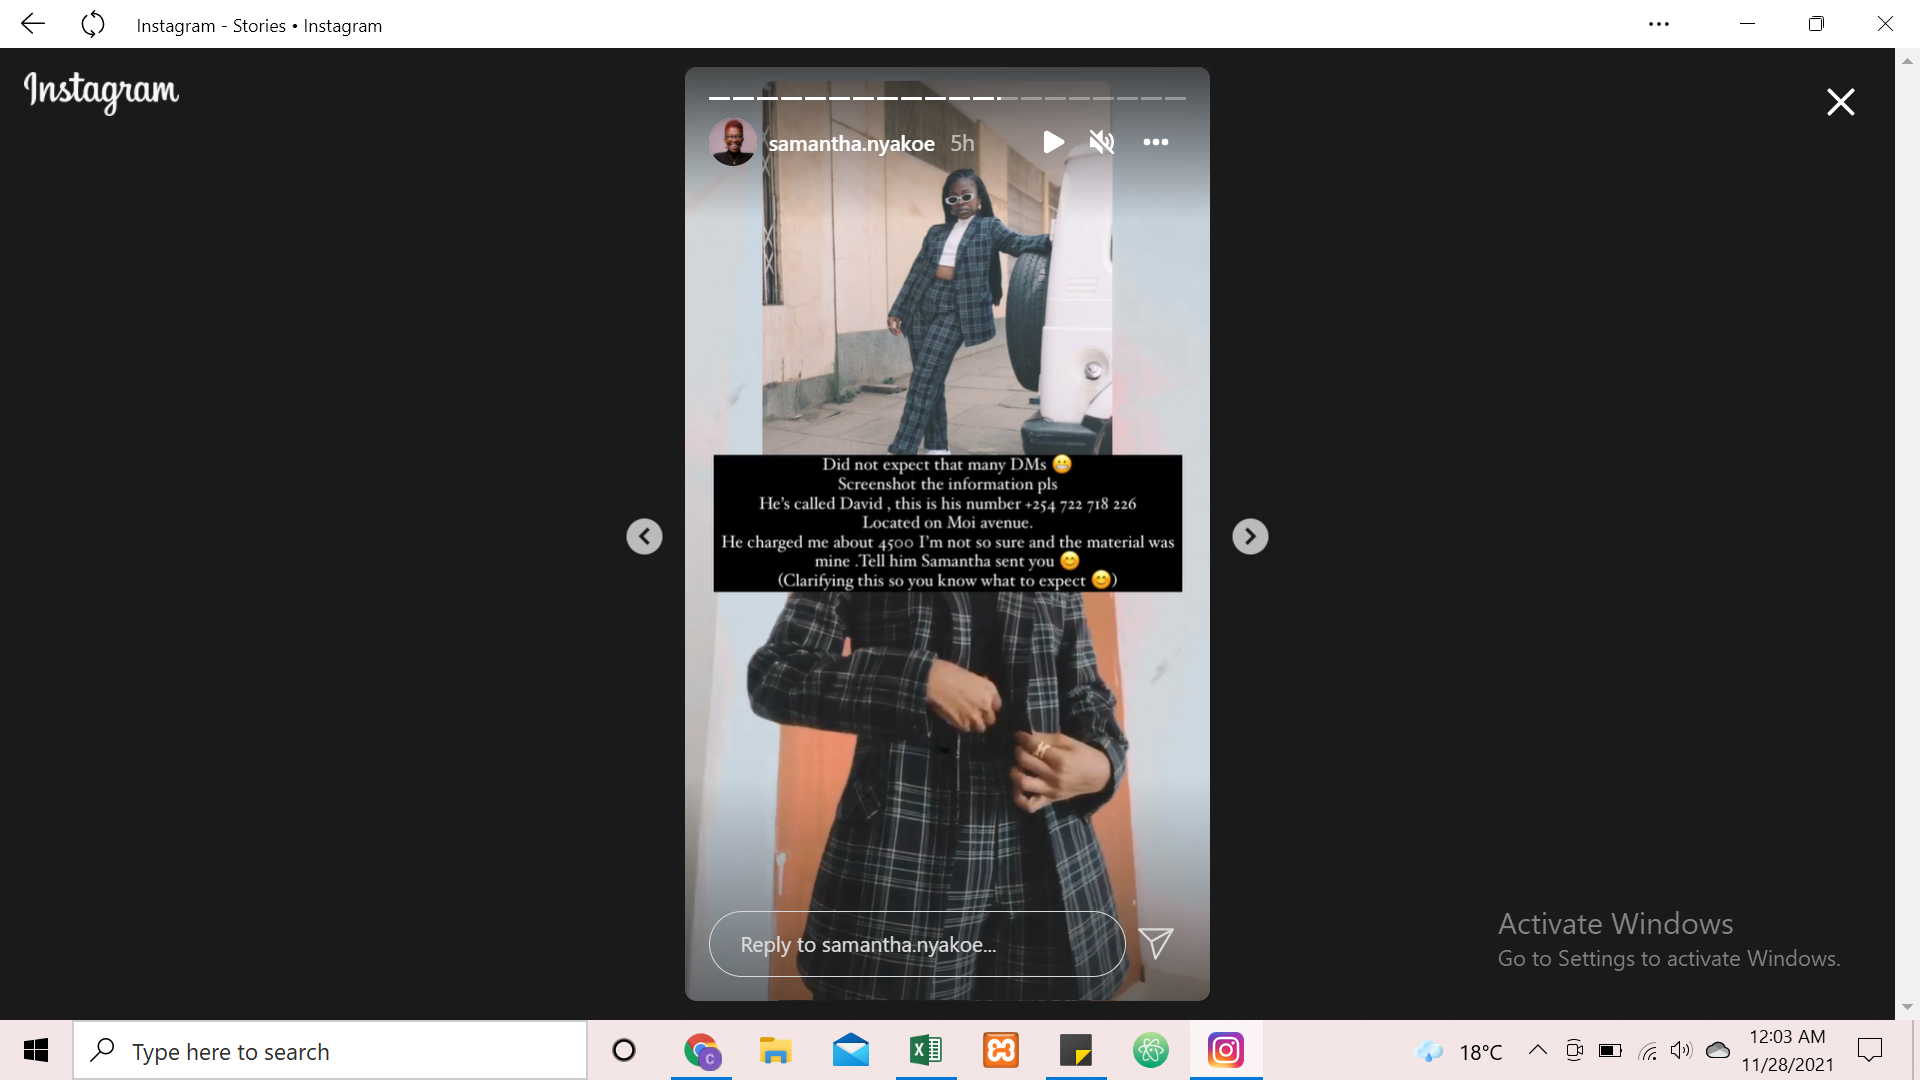 Instagram - Stories • Instagram
Instagram
samantha.nyakoe 5h
Did not expect that many DMs 😬
Screenshot the information pls
He's called David , this is his number +254 722 718 226
Located on Moi avenue.
He charged me about 4500 I'm not so sure and the material was
mine .Tell him Samantha sent you 😊
(Clarifying this so you know what to expect 😊)
Reply to samantha.nyakoe...
Activate Windows
Go to Settings to activate Windows.
Type here to search
C
18°C
12:03 AM
11/28/2021